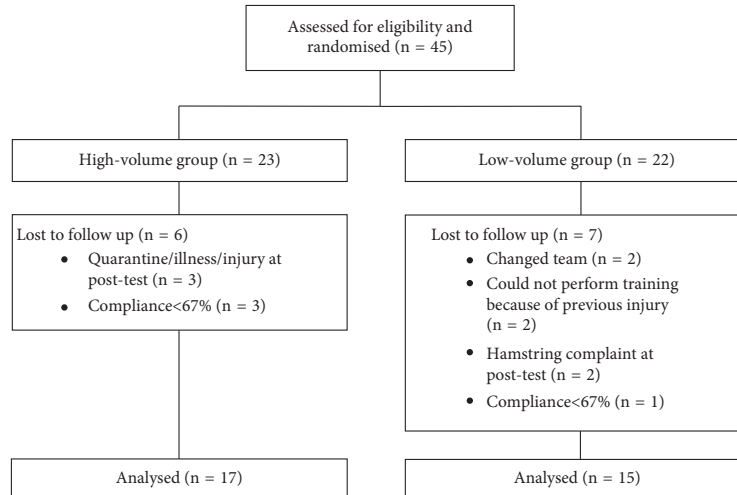 Assessed for eligibility and
randomised (n = 45)
High-volume group (n = 23)
Low-volume group (n = 22)
Lost to follow up (n = 6)
• Quarantine/illness/injury at
post-test (n = 3)
• Compliance<67% (n = 3)
Lost to follow up (n = 7)
• Changed team (n = 2)
• Could not perform training
because of previous injury
(n = 2)
• Hamstring complaint at
post-test (n = 2)
• Compliance<67% (n = 1)
Analysed (n = 17)
Analysed (n = 15)